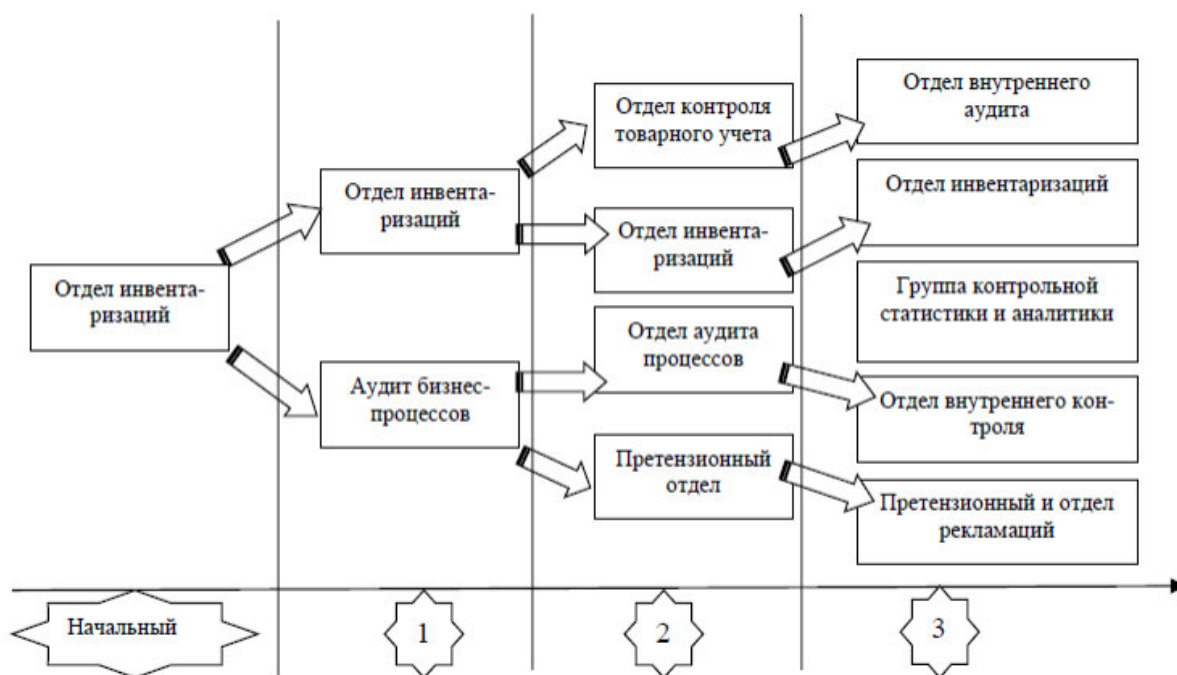 Отдел инвента-
ризаций
Отдел инвента-
ризаций
Аудит бизнес-
процессов
Отдел контроля
товарного учета
Отдел инвента-
ризаций
Отдел аудита
процессов
Претензионный
отдел
Отдел внутреннего
аудита
Отдел инвентаризаций
Группа контрольной
статистики и аналитики
Отдел внутреннего кон-
троля
Претензионный и отдел
рекламаций
Начальный
1
2
3